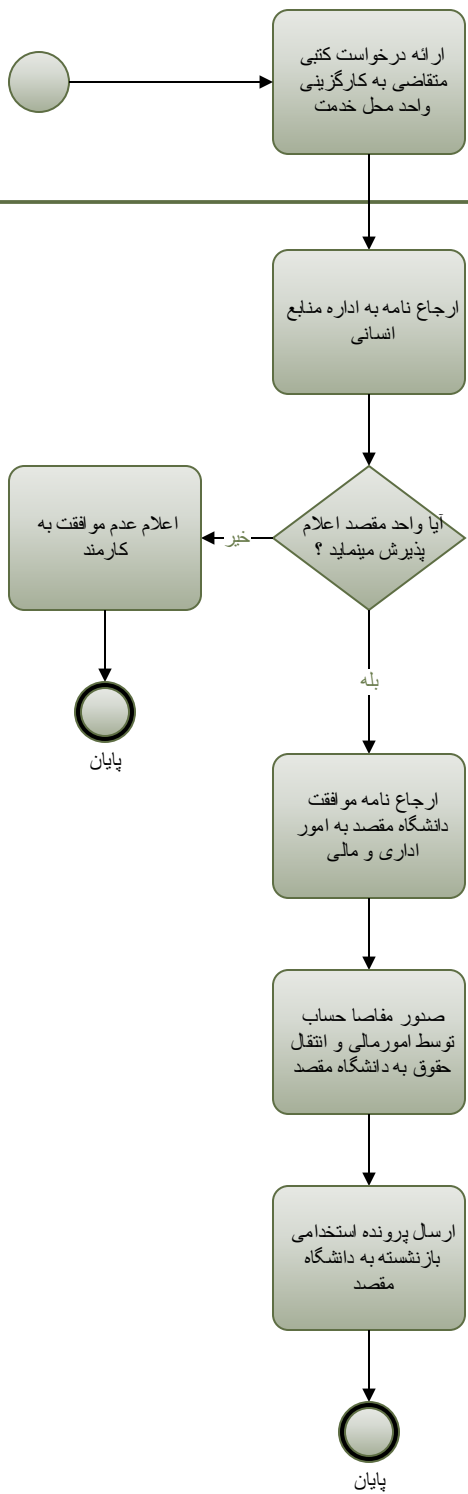 ارائه درخواست کتبی
متقاضی به کارگزینی
واحد محل خدمت
ارجاع نامه به اداره منابع
انسانی
آیا واحد مقصد اعلام
پذیرش مینماید ؟
خیر
اعلام عدم موافقت به
کارمند
پایان
بله
ارجاع نامه موافقت
دانشگاه مقصد به امور
اداری و مالی
صدور مفاصا حساب
توسط امورمالی و انتقال
حقوق به دانشگاه مقصد
ارسال پرونده استخدامی
بازنشسته به دانشگاه
مقصد
پایان